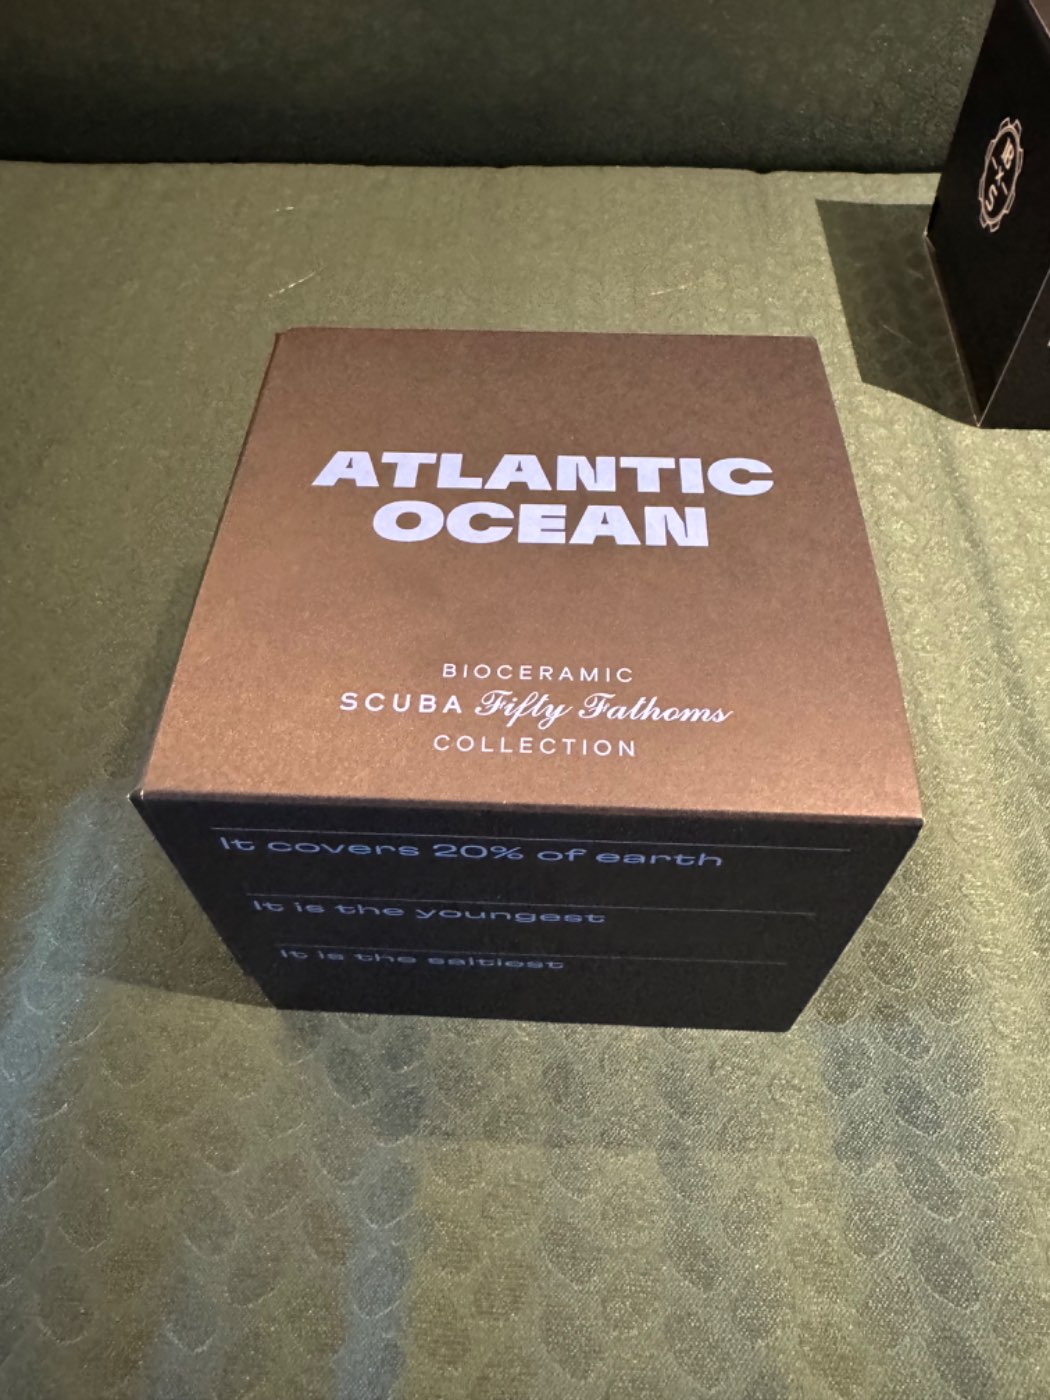 ATLANTIC
OCEAN
BIOCERAMIC
SCUBA Fifty Fathoms
COLLECTION
It covers 20% of earth
It is the youngest
It is the saltiest